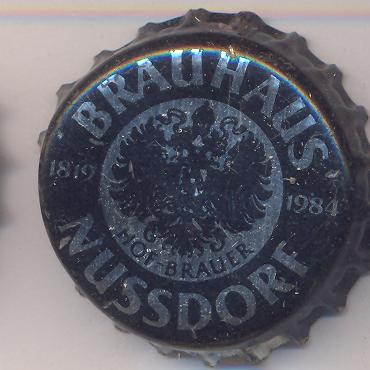 BRAUHAUS
1819 1984
HOF-BRAUER
NUSSDORF